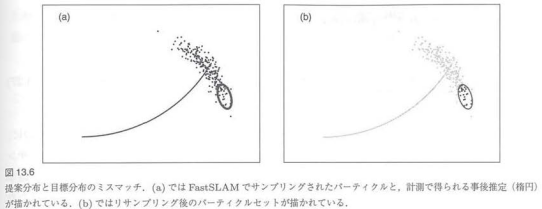 (a)
(b)
図 13.6
提案分布と目標分布のミスマッチ．(a) では FastSLAM でサンプリングされたパーティクルと，計測で得られる事後推定（楕円）
が描かれている．(b) ではリサンプリング後のパーティクルセットが描かれている．